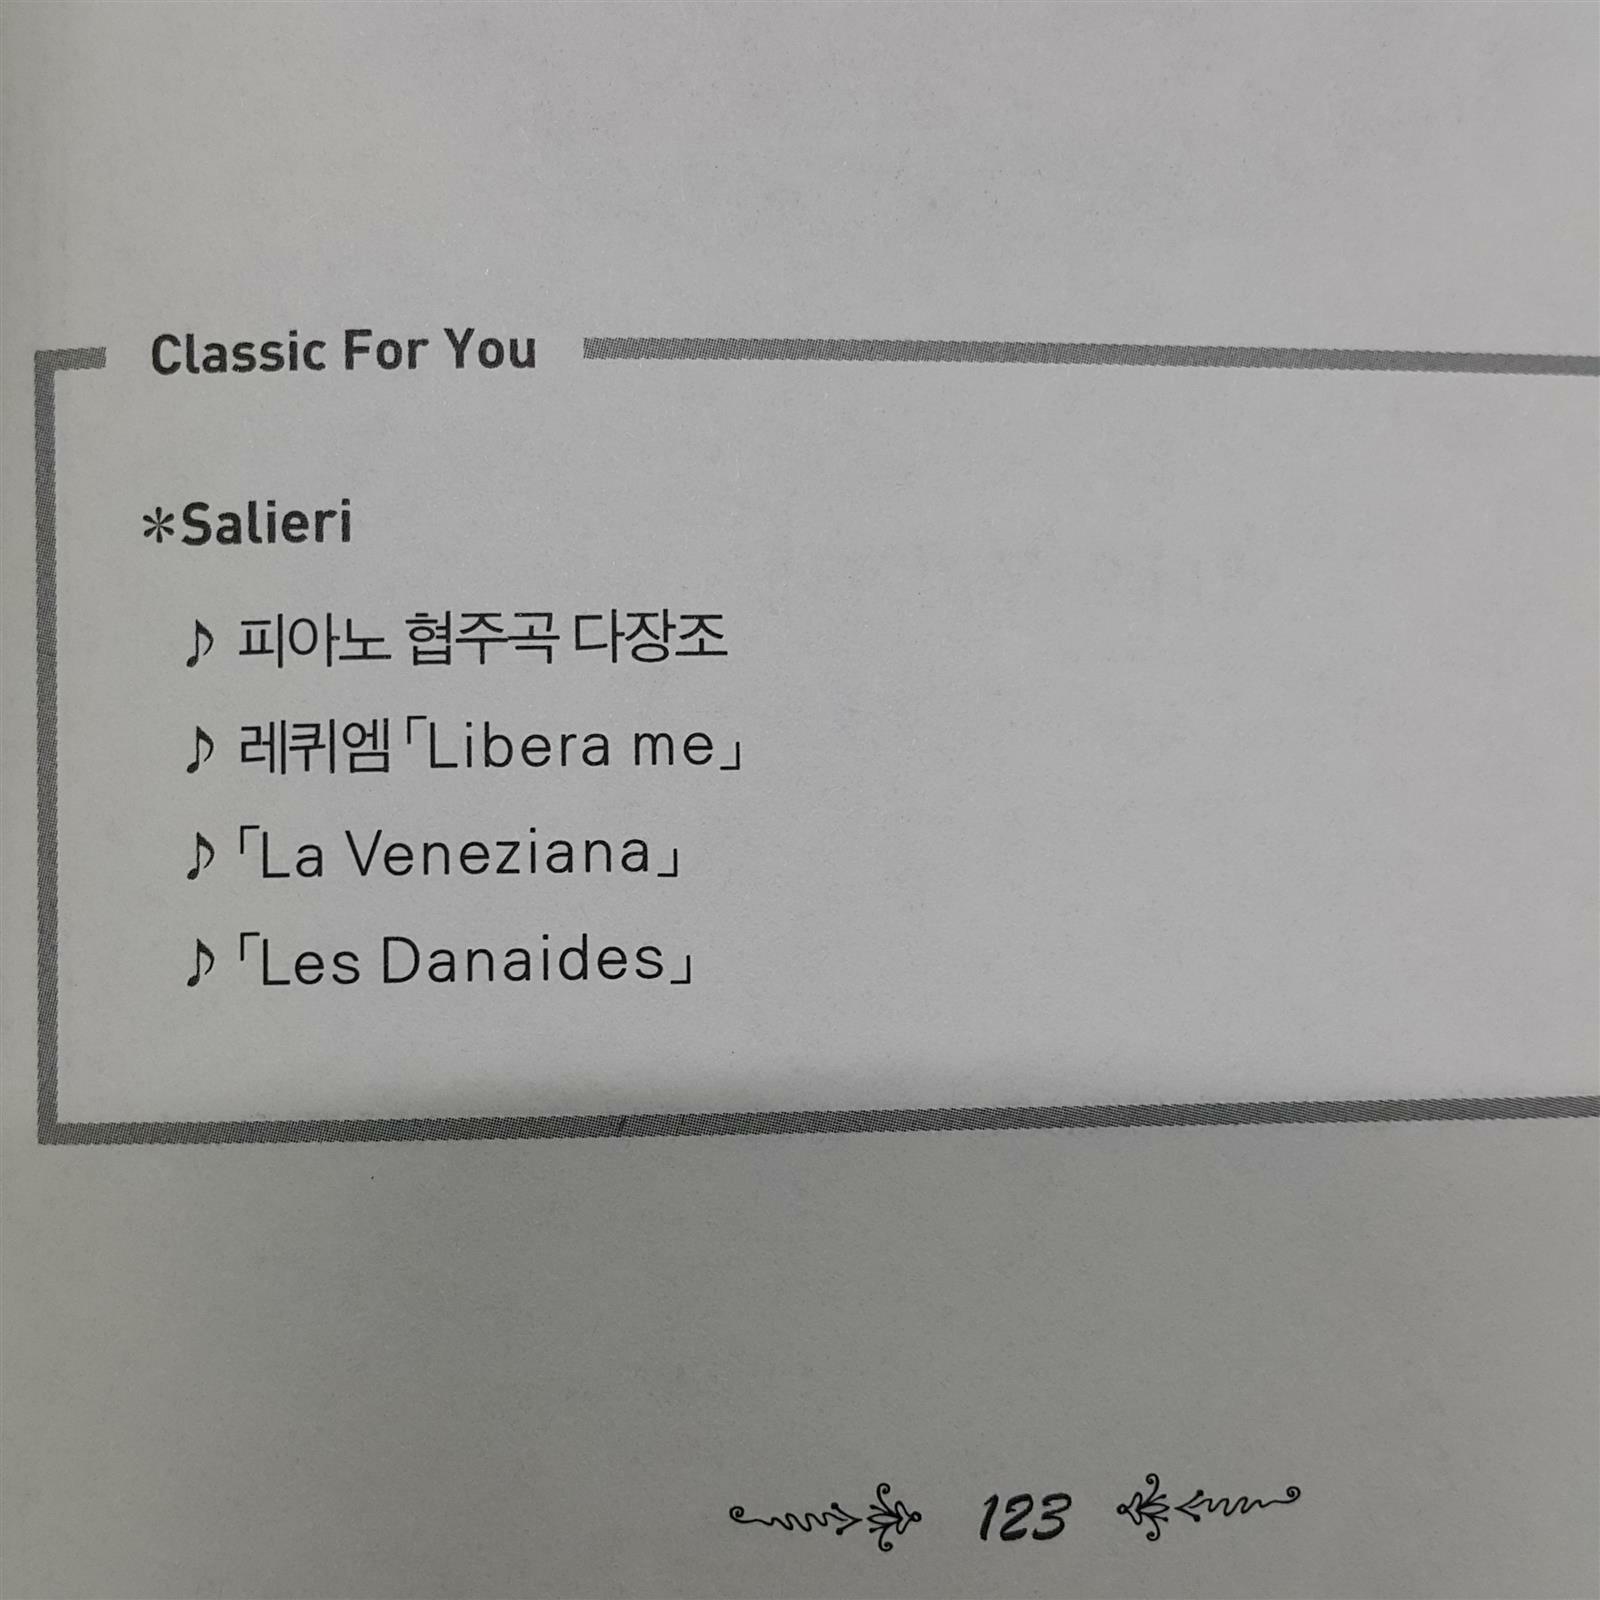 Classic For You
*Salieri
♪ 피아노 협주곡 다장조
♪ 레퀴엠 「Libera me」
♪ 「La Veneziana」
♪ 「Les Danaides」
123